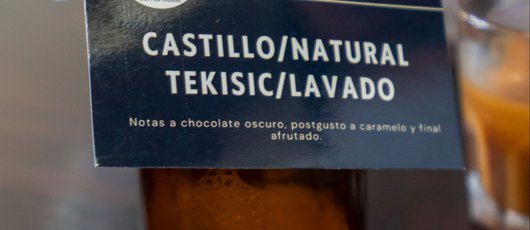 CASTILLO/NATURAL
TEKISIC/LAVADO
Notas a chocolate oscuro, postgusto a caramelo y final
afrutado.